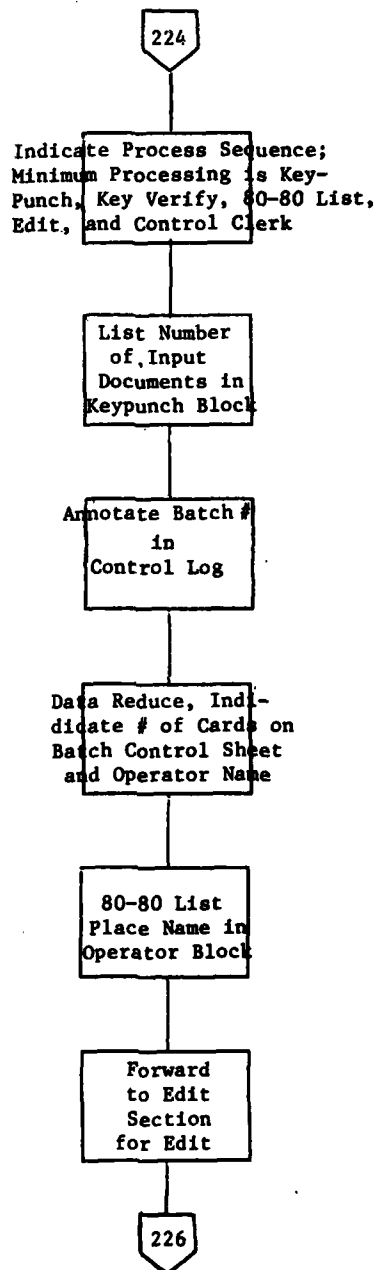 224
Indicate Process Sequence;
Minimum Processing is Key-
Punch, Key Verify, 80-80 List,
Edit, and Control Clerk
List Number
of Input
Documents in
Keypunch Block
Annotate Batch #
in
Control Log
Data Reduce, Indi-
didate # of Cards on
Batch Control Sheet
and Operator Name
80-80 List
Place Name in
Operator Block
Forward
to Edit
Section
for Edit
226